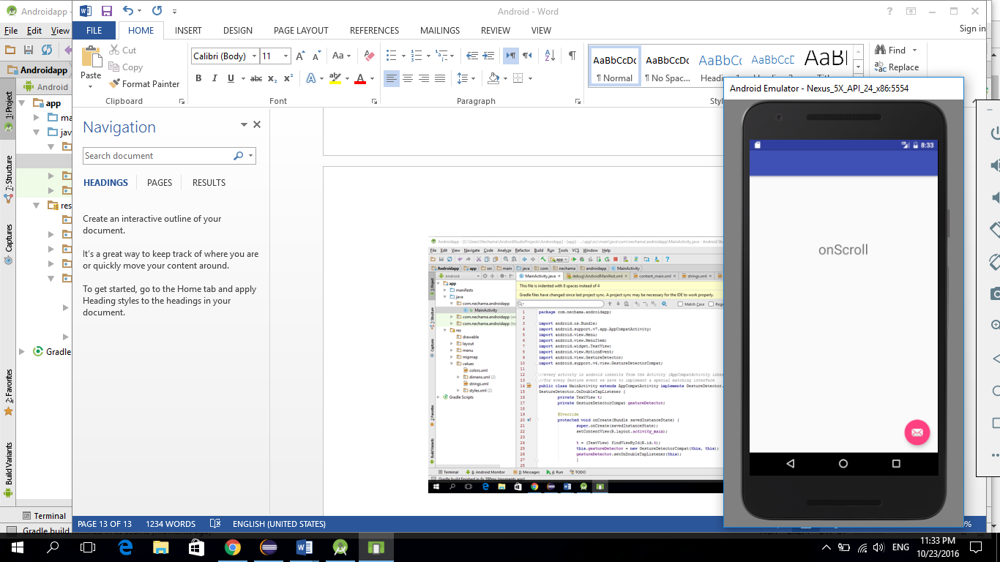 Androidapp -
File Edit View
Androidapp
Android
1: Project
7: Structure
Captures
2: Favorites
Build Variants
app
ma
jav
res
Gradle
Terminal
Gradle build
Android - Word
Sign in
FILE HOME INSERT DESIGN PAGE LAYOUT REFERENCES MAILINGS REVIEW VIEW
Paste
Cut
Copy
Format Painter
Clipboard
Calibri (Body) 11
Font
Paragraph
AaBbCcDc AaBbCcDc AaBbCc AaBbCcD AaB
¶ Normal ¶ No Spac...
Find
Replace
Navigation
Search document
HEADINGS PAGES RESULTS
Create an interactive outline of your
document.
It's a great way to keep track of where you are
or quickly move your content around.
To get started, go to the Home tab and apply
Heading styles to the headings in your
document.
Androidapp - [C:\Users\Nechama\AndroidStudioProjects\Androidapp] - [app] - ...\app\src\main\java\com\nechama\androidapp\MainActivity.java - Android S
File Edit View Navigate Code Analyze Refactor Build Run Tools VCS Window Help
app
Androidapp app src main java com nechama androidapp MainActivity
Android
MainActivity.java debug\AndroidManifest.xml content_main.xml strings.xml
This file is indented with 8 spaces instead of 4
Gradle files have changed since last project sync. A project sync may be necessary for the IDE to work properly.
Match Case
app
manifests
java
com.nechama.androidapp
MainActivity
com.nechama.androidapp
com.nechama.androidapp
res
drawable
layout
menu
mipmap
values
colors.xml
dimens.xml (2)
strings.xml
styles.xml (2)
Gradle Scripts
1 package com.nechama.androidapp;
2
3 import android.os.Bundle;
4 import android.support.v7.app.AppCompatActivity;
5 import android.view.Menu;
6 import android.view.MenuItem;
7 import android.widget.TextView;
8 import android.view.MotionEvent;
9 import android.view.GestureDetector;
10 import android.support.v4.view.GestureDetectorCompat;
11
12 //every activity in android inherits from the Activity (AppCompatActivity inhe
13 //for every Gesture event we have to implement a special matching interface
14 public class MainActivity extends AppCompatActivity implements GestureDetector.
15 GestureDetector.OnDoubleTapListener {
16 private TextView t;
17 private GestureDetectorCompat gestureDetector;
18
19 @Override
20 protected void onCreate(Bundle savedInstanceState) {
21 super.onCreate(savedInstanceState);
22 setContentView(R.layout.activity_main);
23
24 t = (TextView) findViewById(R.id.t);
25 this.gestureDetector = new GestureDetectorCompat(this, this);
26 gestureDetector.setOnDoubleTapListener(this);
27 }
28
Terminal 6: Android Monitor 0: Messages 4: Run TODO
Android Emulator - Nexus_5X_API_24_x86:5554
8:33
onScroll
PAGE 13 OF 13 1234 WORDS ENGLISH (UNITED STATES)
ENG
11:33 PM
10/23/2016